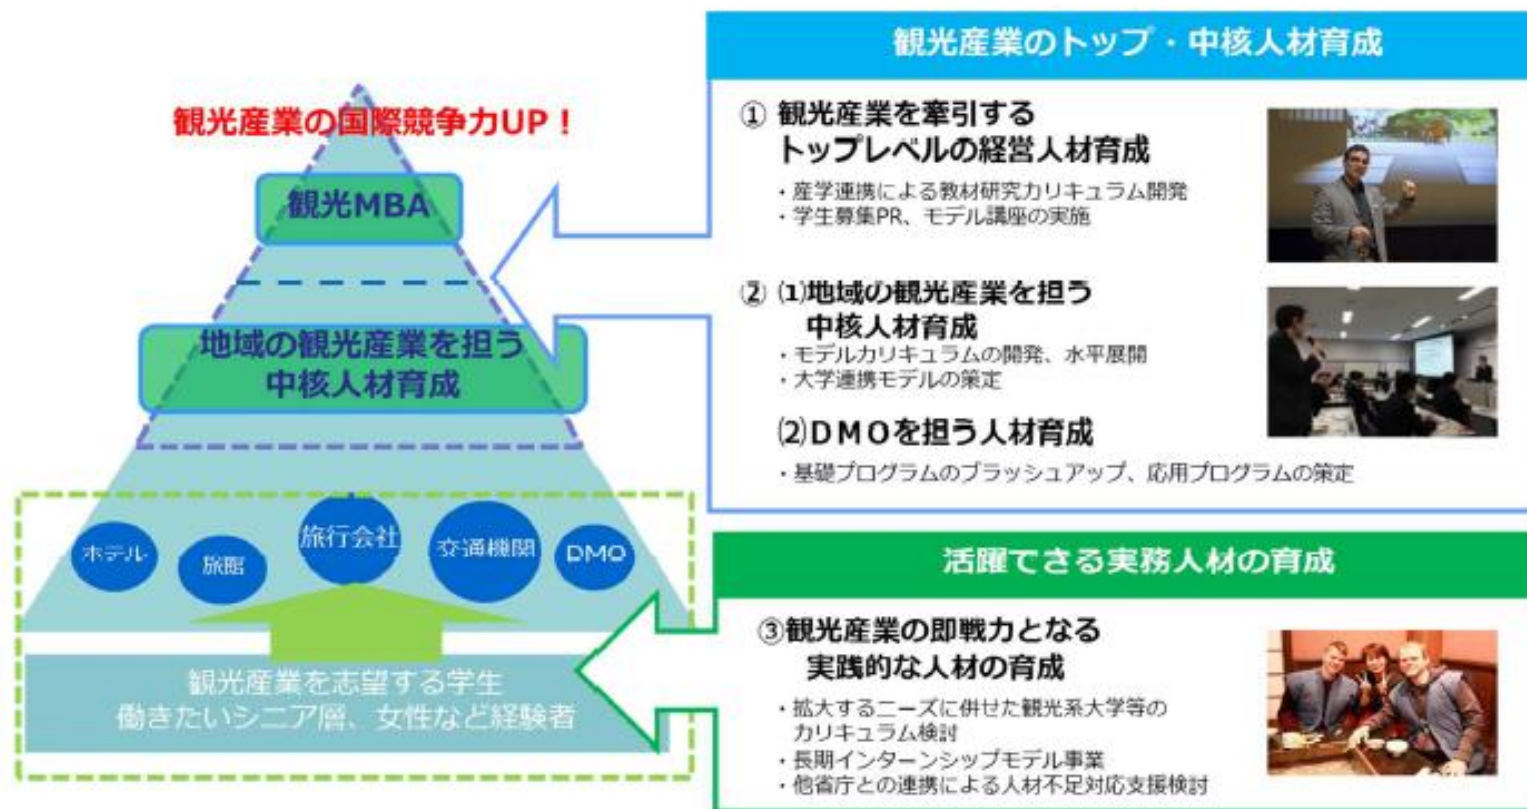 観光産業の国際競争力UP！
観光MBA
地域の観光産業を担う
中核人材育成
ホテル
旅館
旅行会社
交通機関
DMO
観光産業を志望する学生
働きたいシニア層、女性など経験者
観光産業のトップ・中核人材育成
① 観光産業を牽引する
トップレベルの経営人材育成
・産学連携による教材研究カリキュラム開発
・学生募集PR、モデル講座の実施
② ⑴地域の観光産業を担う
中核人材育成
・モデルカリキュラムの開発、水平展開
・大学連携モデルの策定
⑵DMOを担う人材育成
・基礎プログラムのブラッシュアップ、応用プログラムの策定
活躍できる実務人材の育成
③観光産業の即戦力となる
実践的な人材の育成
・拡大するニーズに併せた観光系大学等の
カリキュラム検討
・長期インターンシップモデル事業
・他省庁との連携による人材不足対応支援検討